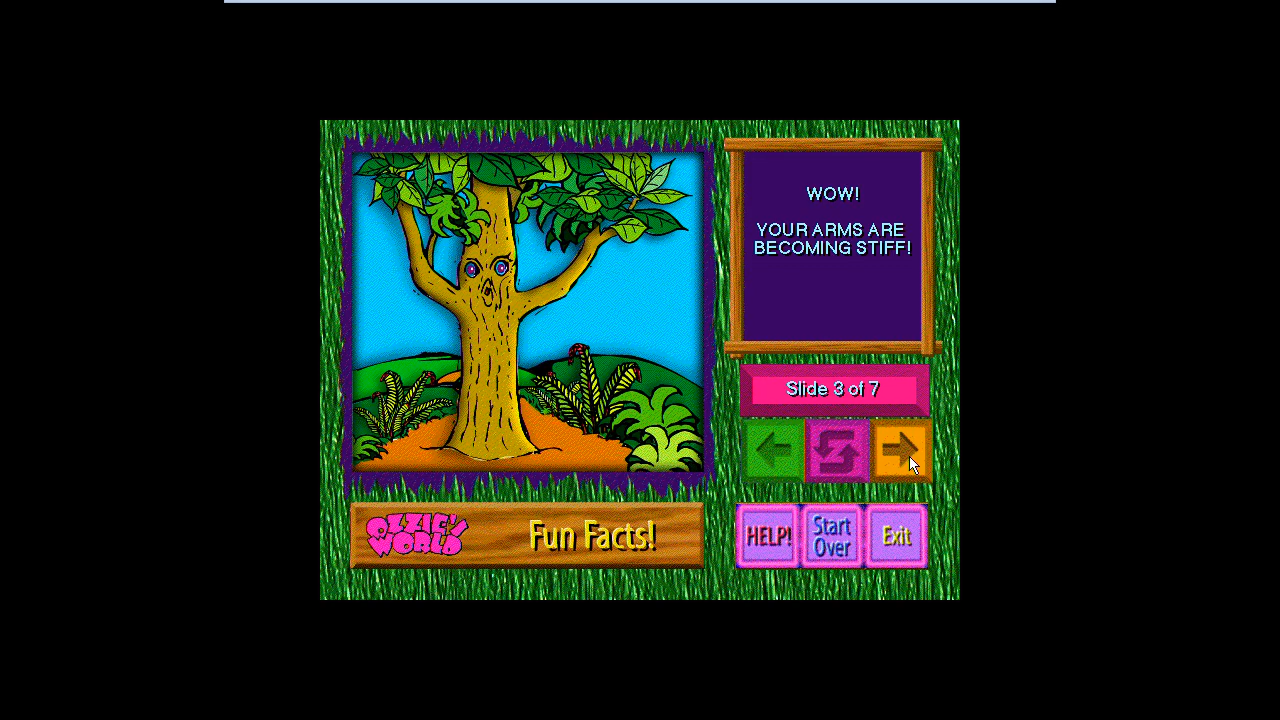 WOW!
YOUR ARMS ARE
BECOMING STIFF!
Slide 3 of 7
OZZIE'S
WORLD
Fun Facts!
HELP!
Start
Over
Exit